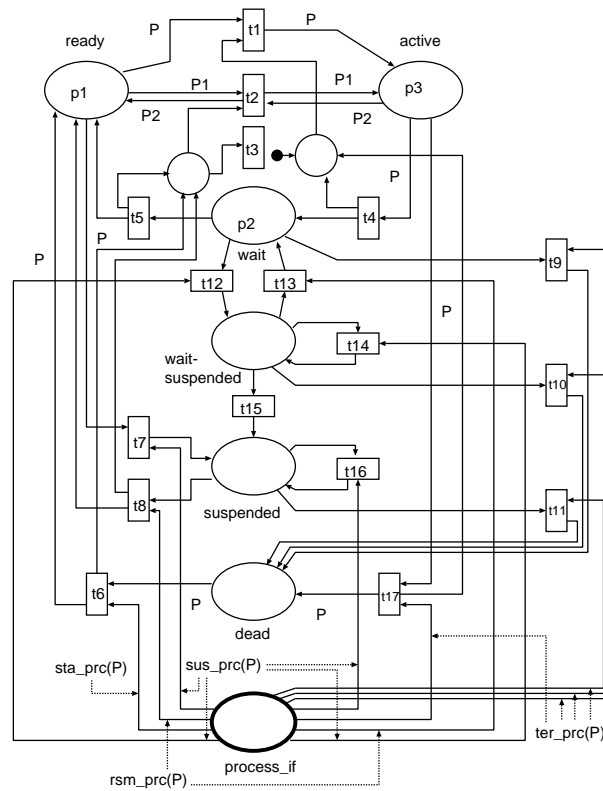 ready P t1 P active
p1 P1 t2 P1 p3
P2 P2
t3
P
t5 p2 t4
wait
P t12 t13 t9
P
t14
wait-
suspended
t10
t15
t7
t16
t8 suspended t11
t6 P P t17
dead
sta_prc(P) sus_prc(P)
ter_prc(P)
process_if
rsm_prc(P)